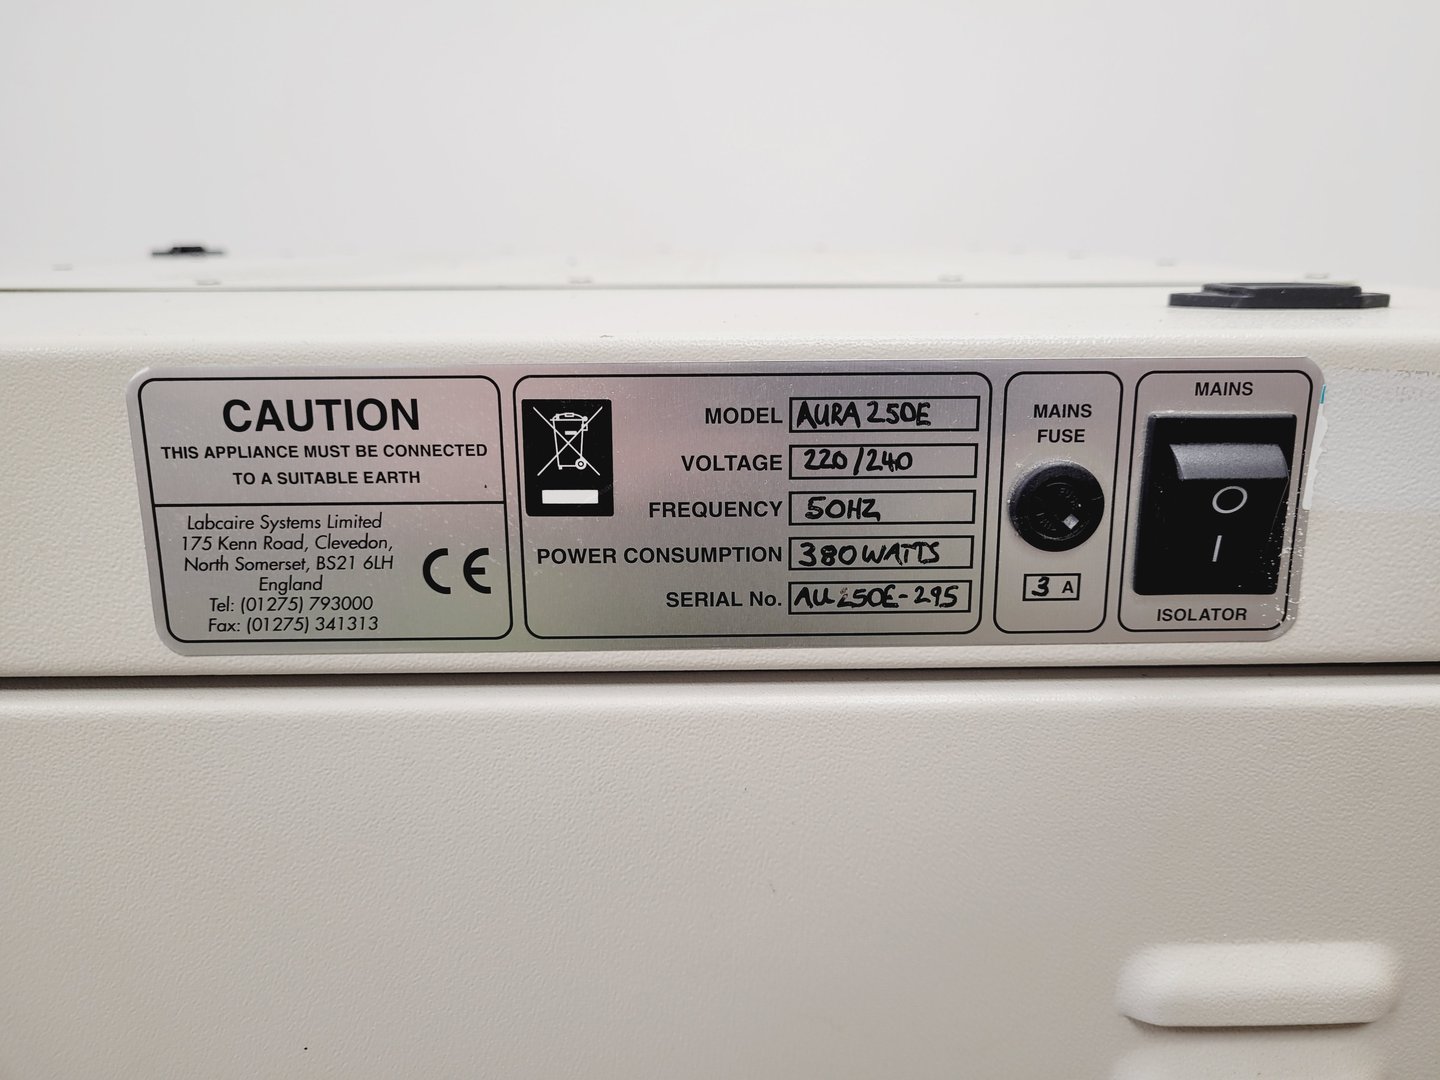 CAUTION
THIS APPLIANCE MUST BE CONNECTED
TO A SUITABLE EARTH
Labcaire Systems Limited
175 Kenn Road, Clevedon,
North Somerset, BS21 6LH
England
Tel: (01275) 793000
Fax: (01275) 341313
CE
MODEL AURA 250E
VOLTAGE 220/240
FREQUENCY 50HZ
POWER CONSUMPTION 380 WATTS
SERIAL No. AU250E-295
MAINS
FUSE
3 A
MAINS
O
I
ISOLATOR